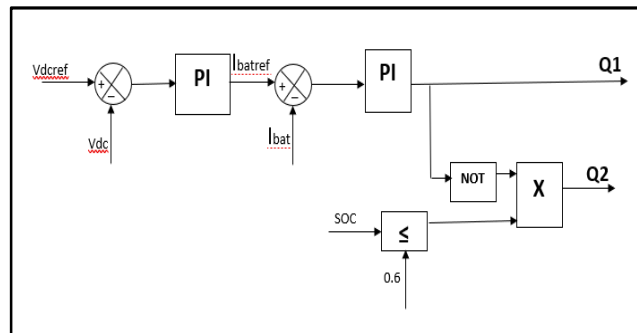 Vdcref
+
−
Vdc
PI
Ibatref
+
−
Ibat
PI
Q1
NOT
X
Q2
SOC
≤
0.6